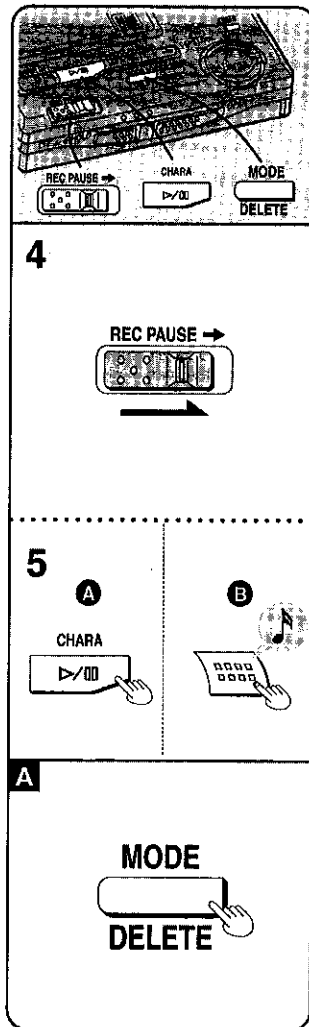 REC PAUSE →
CHARA
▷/▯▯
MODE
DELETE
4
REC PAUSE →
5
A
B
CHARA
▷/▯▯
A
MODE
DELETE